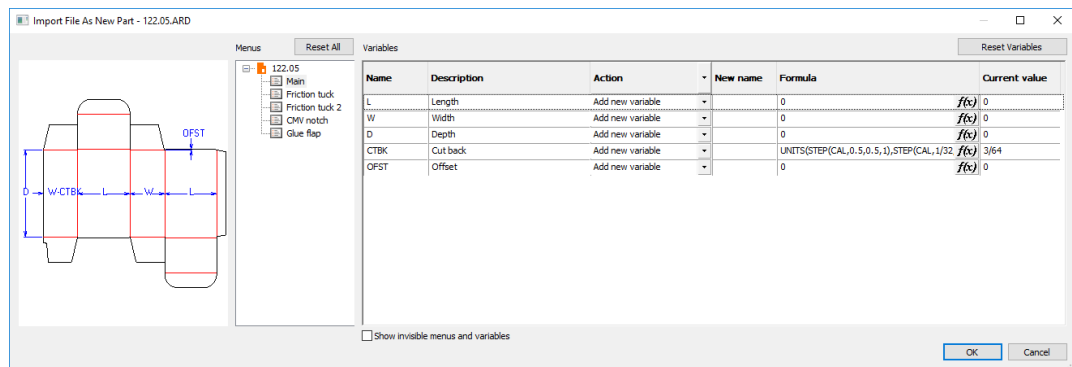 Import File As New Part - 122.05.ARD
Menus Reset All Variables Reset Variables
122.05
Main
Friction tuck
Friction tuck 2
CMV notch
Glue flap
Name Description Action New name Formula Current value
L Length Add new variable 0 f(x) 0
W Width Add new variable 0 f(x) 0
D Depth Add new variable 0 f(x) 0
CTBK Cut back Add new variable UNITS(STEP(CAL,0.5,0.5,1),STEP(CAL,1/32 f(x) 3/64
OFST Offset Add new variable 0 f(x) 0
OFST
D W-CTBK L W L
Show invisible menus and variables
OK Cancel